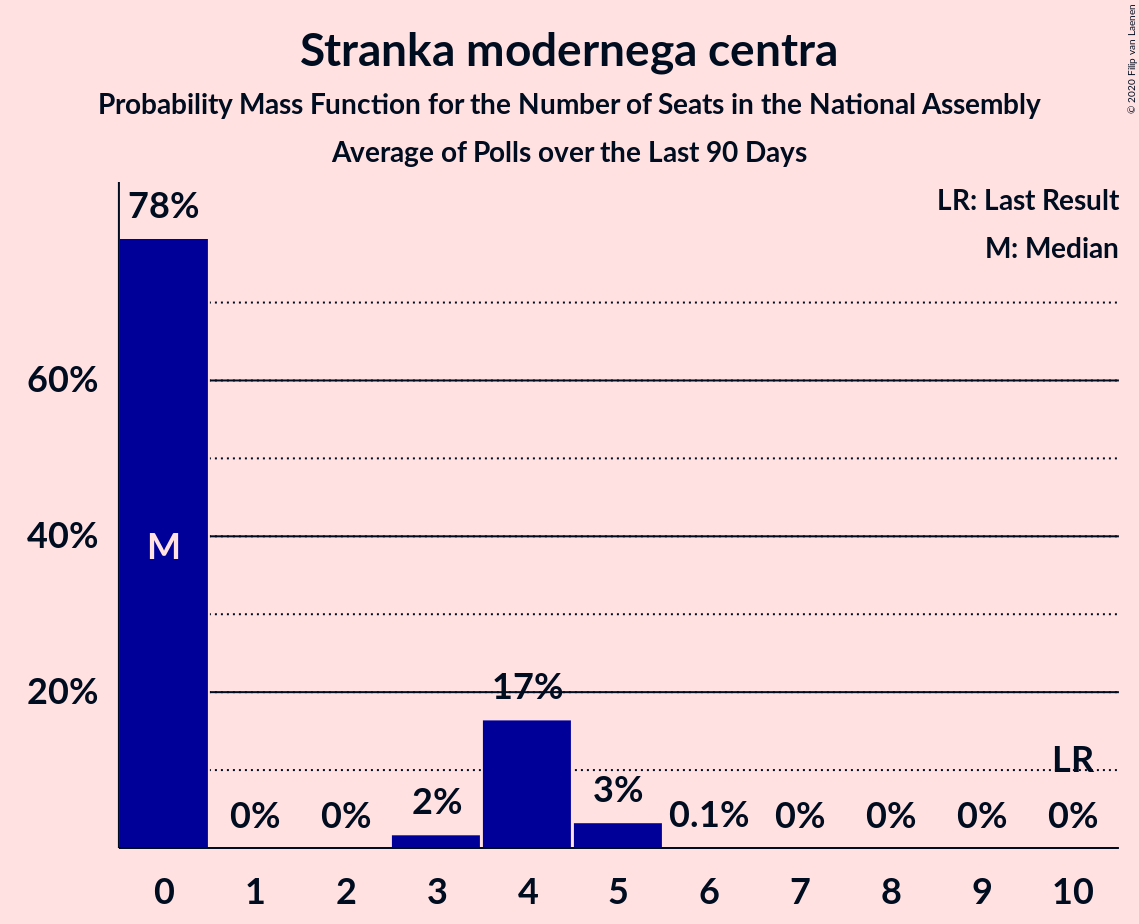 Stranka modernega centra
Probability Mass Function for the Number of Seats in the National Assembly
Average of Polls over the Last 90 Days
© 2020 Filip van Laenen
LR: Last Result
M: Median
78%
60%
40%
20%
M
0%
0%
2%
17%
3%
0.1%
0%
0%
0%
LR
0%
0 1 2 3 4 5 6 7 8 9 10